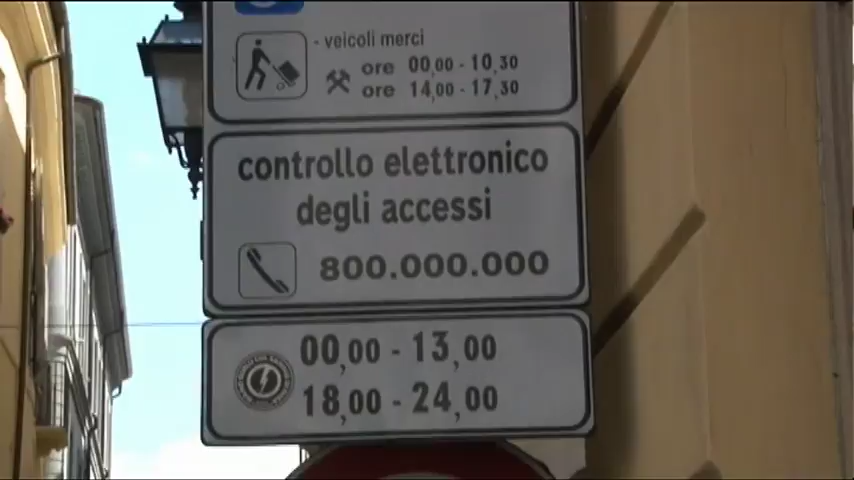 - veicoli merci
ore 00,00 - 10,30
ore 14,00 - 17,30
controllo elettronico
degli accessi
800.000.000
00,00 - 13,00
18,00 - 24,00